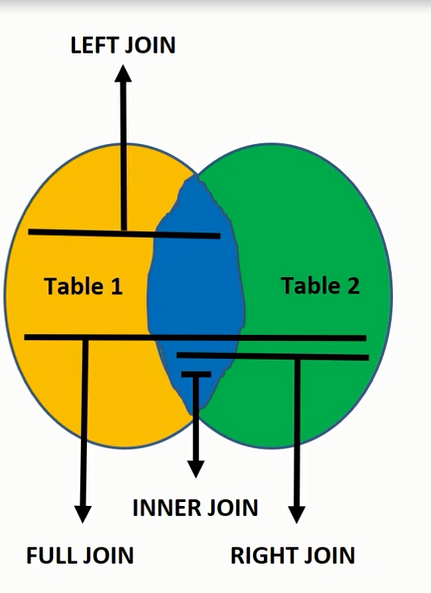 LEFT JOIN
Table 1
Table 2
INNER JOIN
FULL JOIN
RIGHT JOIN